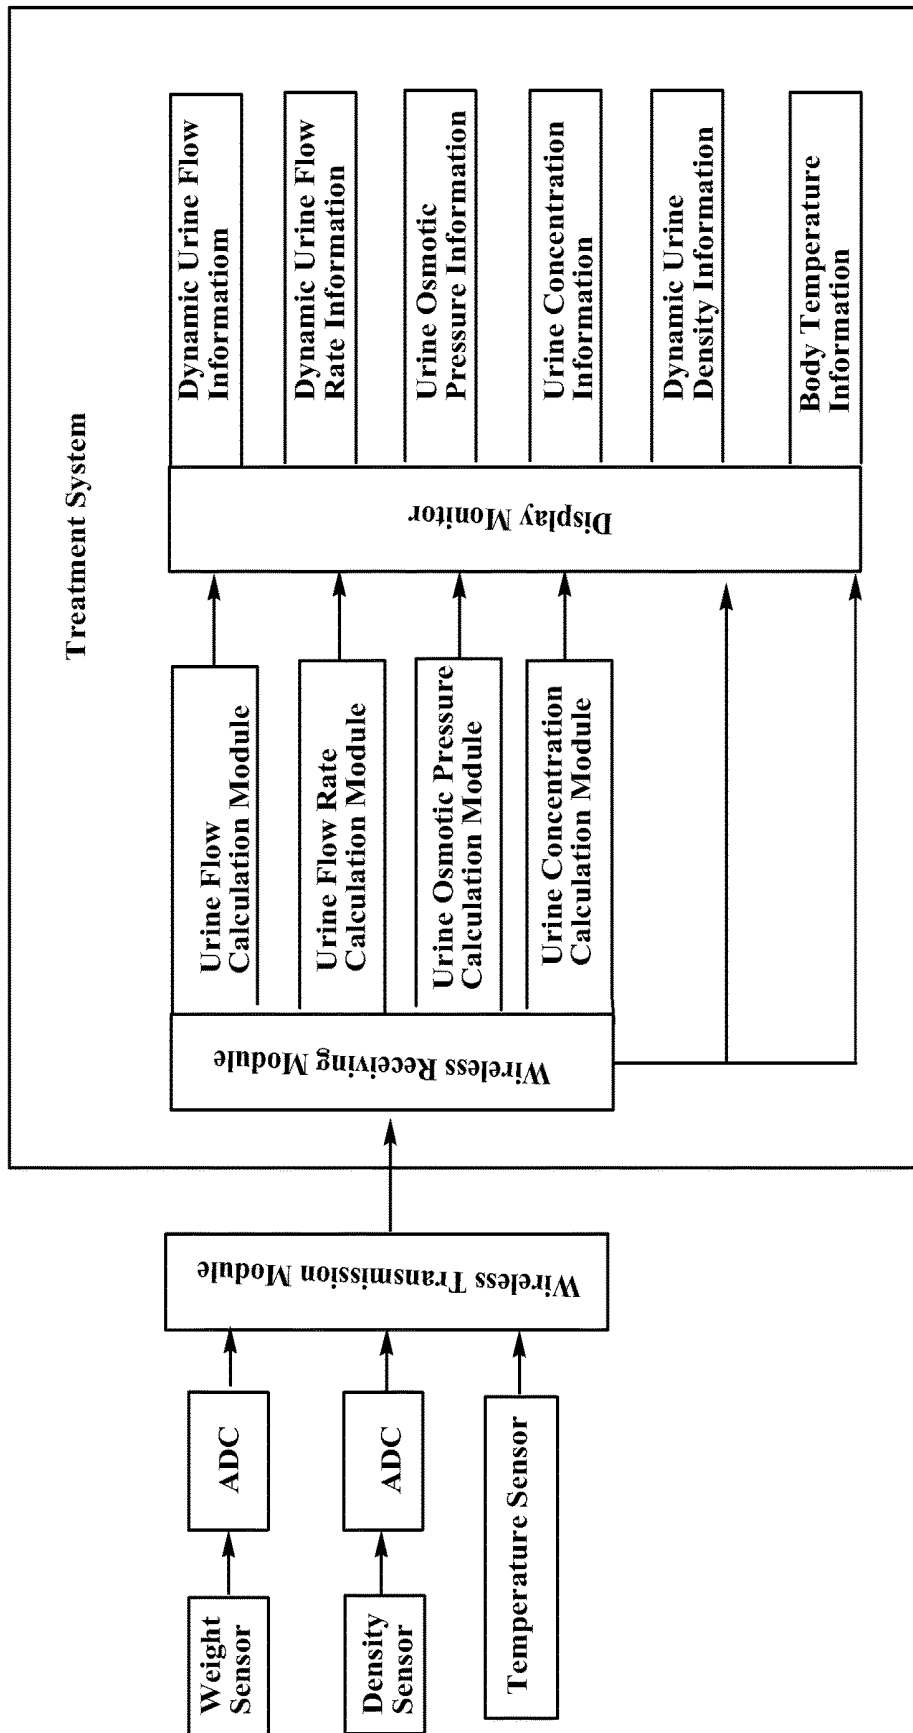 Treatment System
Weight
Sensor
ADC
Density
Sensor
ADC
Temperature Sensor
Wireless Transmission Module
Wireless Receiving Module
Urine Flow
Calculation Module
Urine Flow Rate
Calculation Module
Urine Osmotic Pressure
Calculation Module
Urine Concentration
Calculation Module
Display Monitor
Dynamic Urine Flow
Informatiom
Dynamic Urine Flow
Rate Information
Urine Osmotic
Pressure Information
Urine Concentration
Information
Dynamic Urine
Density Information
Body Temperature
Information